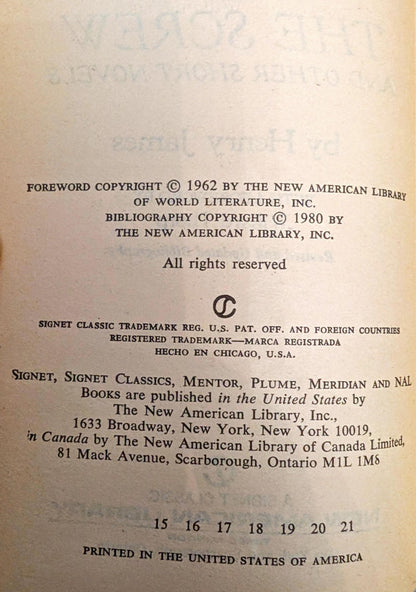 FOREWORD COPYRIGHT © 1962 BY THE NEW AMERICAN LIBRARY
OF WORLD LITERATURE, INC.
BIBLIOGRAPHY COPYRIGHT © 1980 BY
THE NEW AMERICAN LIBRARY, INC.
All rights reserved
SIGNET CLASSIC TRADEMARK REG. U.S. PAT. OFF. AND FOREIGN COUNTRIES
REGISTERED TRADEMARK—MARCA REGISTRADA
HECHO EN CHICAGO, U.S.A.
SIGNET, SIGNET CLASSICS, MENTOR, PLUME, MERIDIAN AND NAL
Books are published in the United States by
The New American Library, Inc.,
1633 Broadway, New York, New York 10019,
in Canada by The New American Library of Canada Limited,
81 Mack Avenue, Scarborough, Ontario M1L 1M8
15 16 17 18 19 20 21
PRINTED IN THE UNITED STATES OF AMERICA